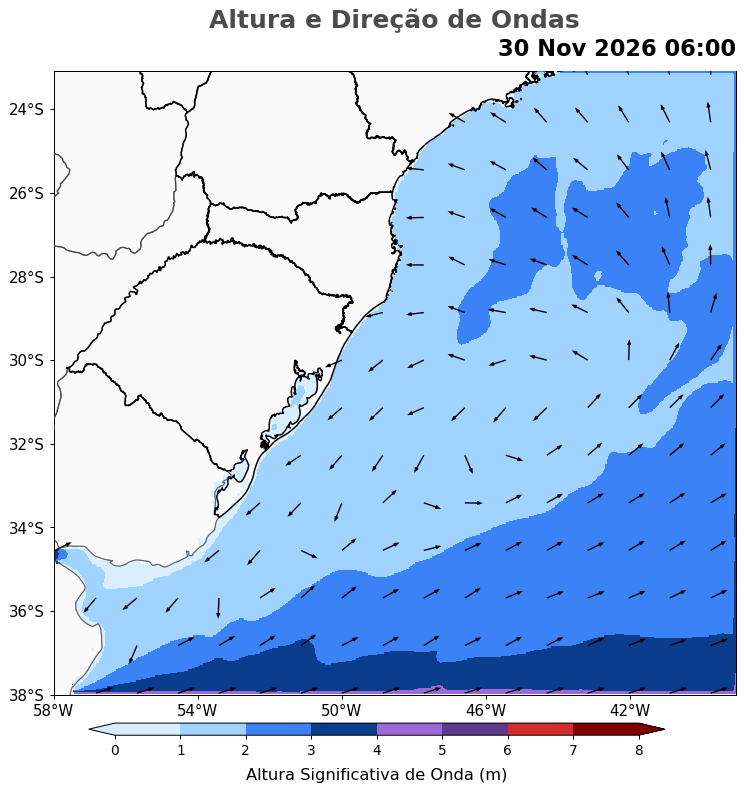 Altura e Direção de Ondas
30 Nov 2026 06:00
24°S
26°S
28°S
30°S
32°S
34°S
36°S
38°S
58°W 54°W 50°W 46°W 42°W
0 1 2 3 4 5 6 7 8
Altura Significativa de Onda (m)